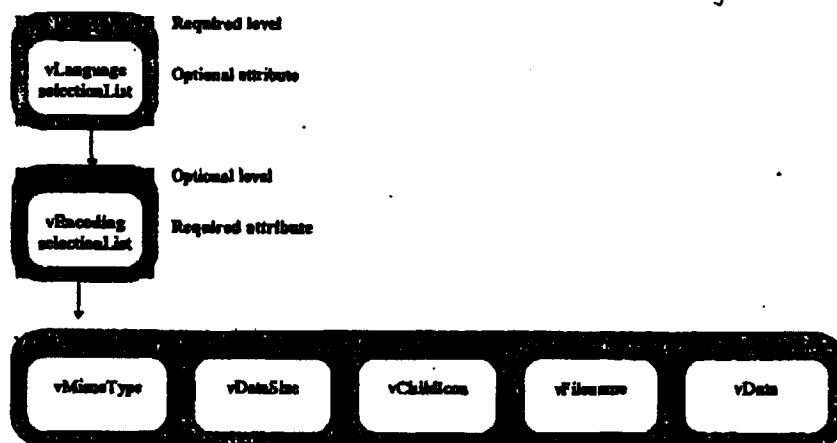 Required level
vLanguage
selectionList
Optional attribute
Optional level
vEncoding
selectionList
Required attribute
vMimeType
vDataSize
vChildIcon
vFilename
vData